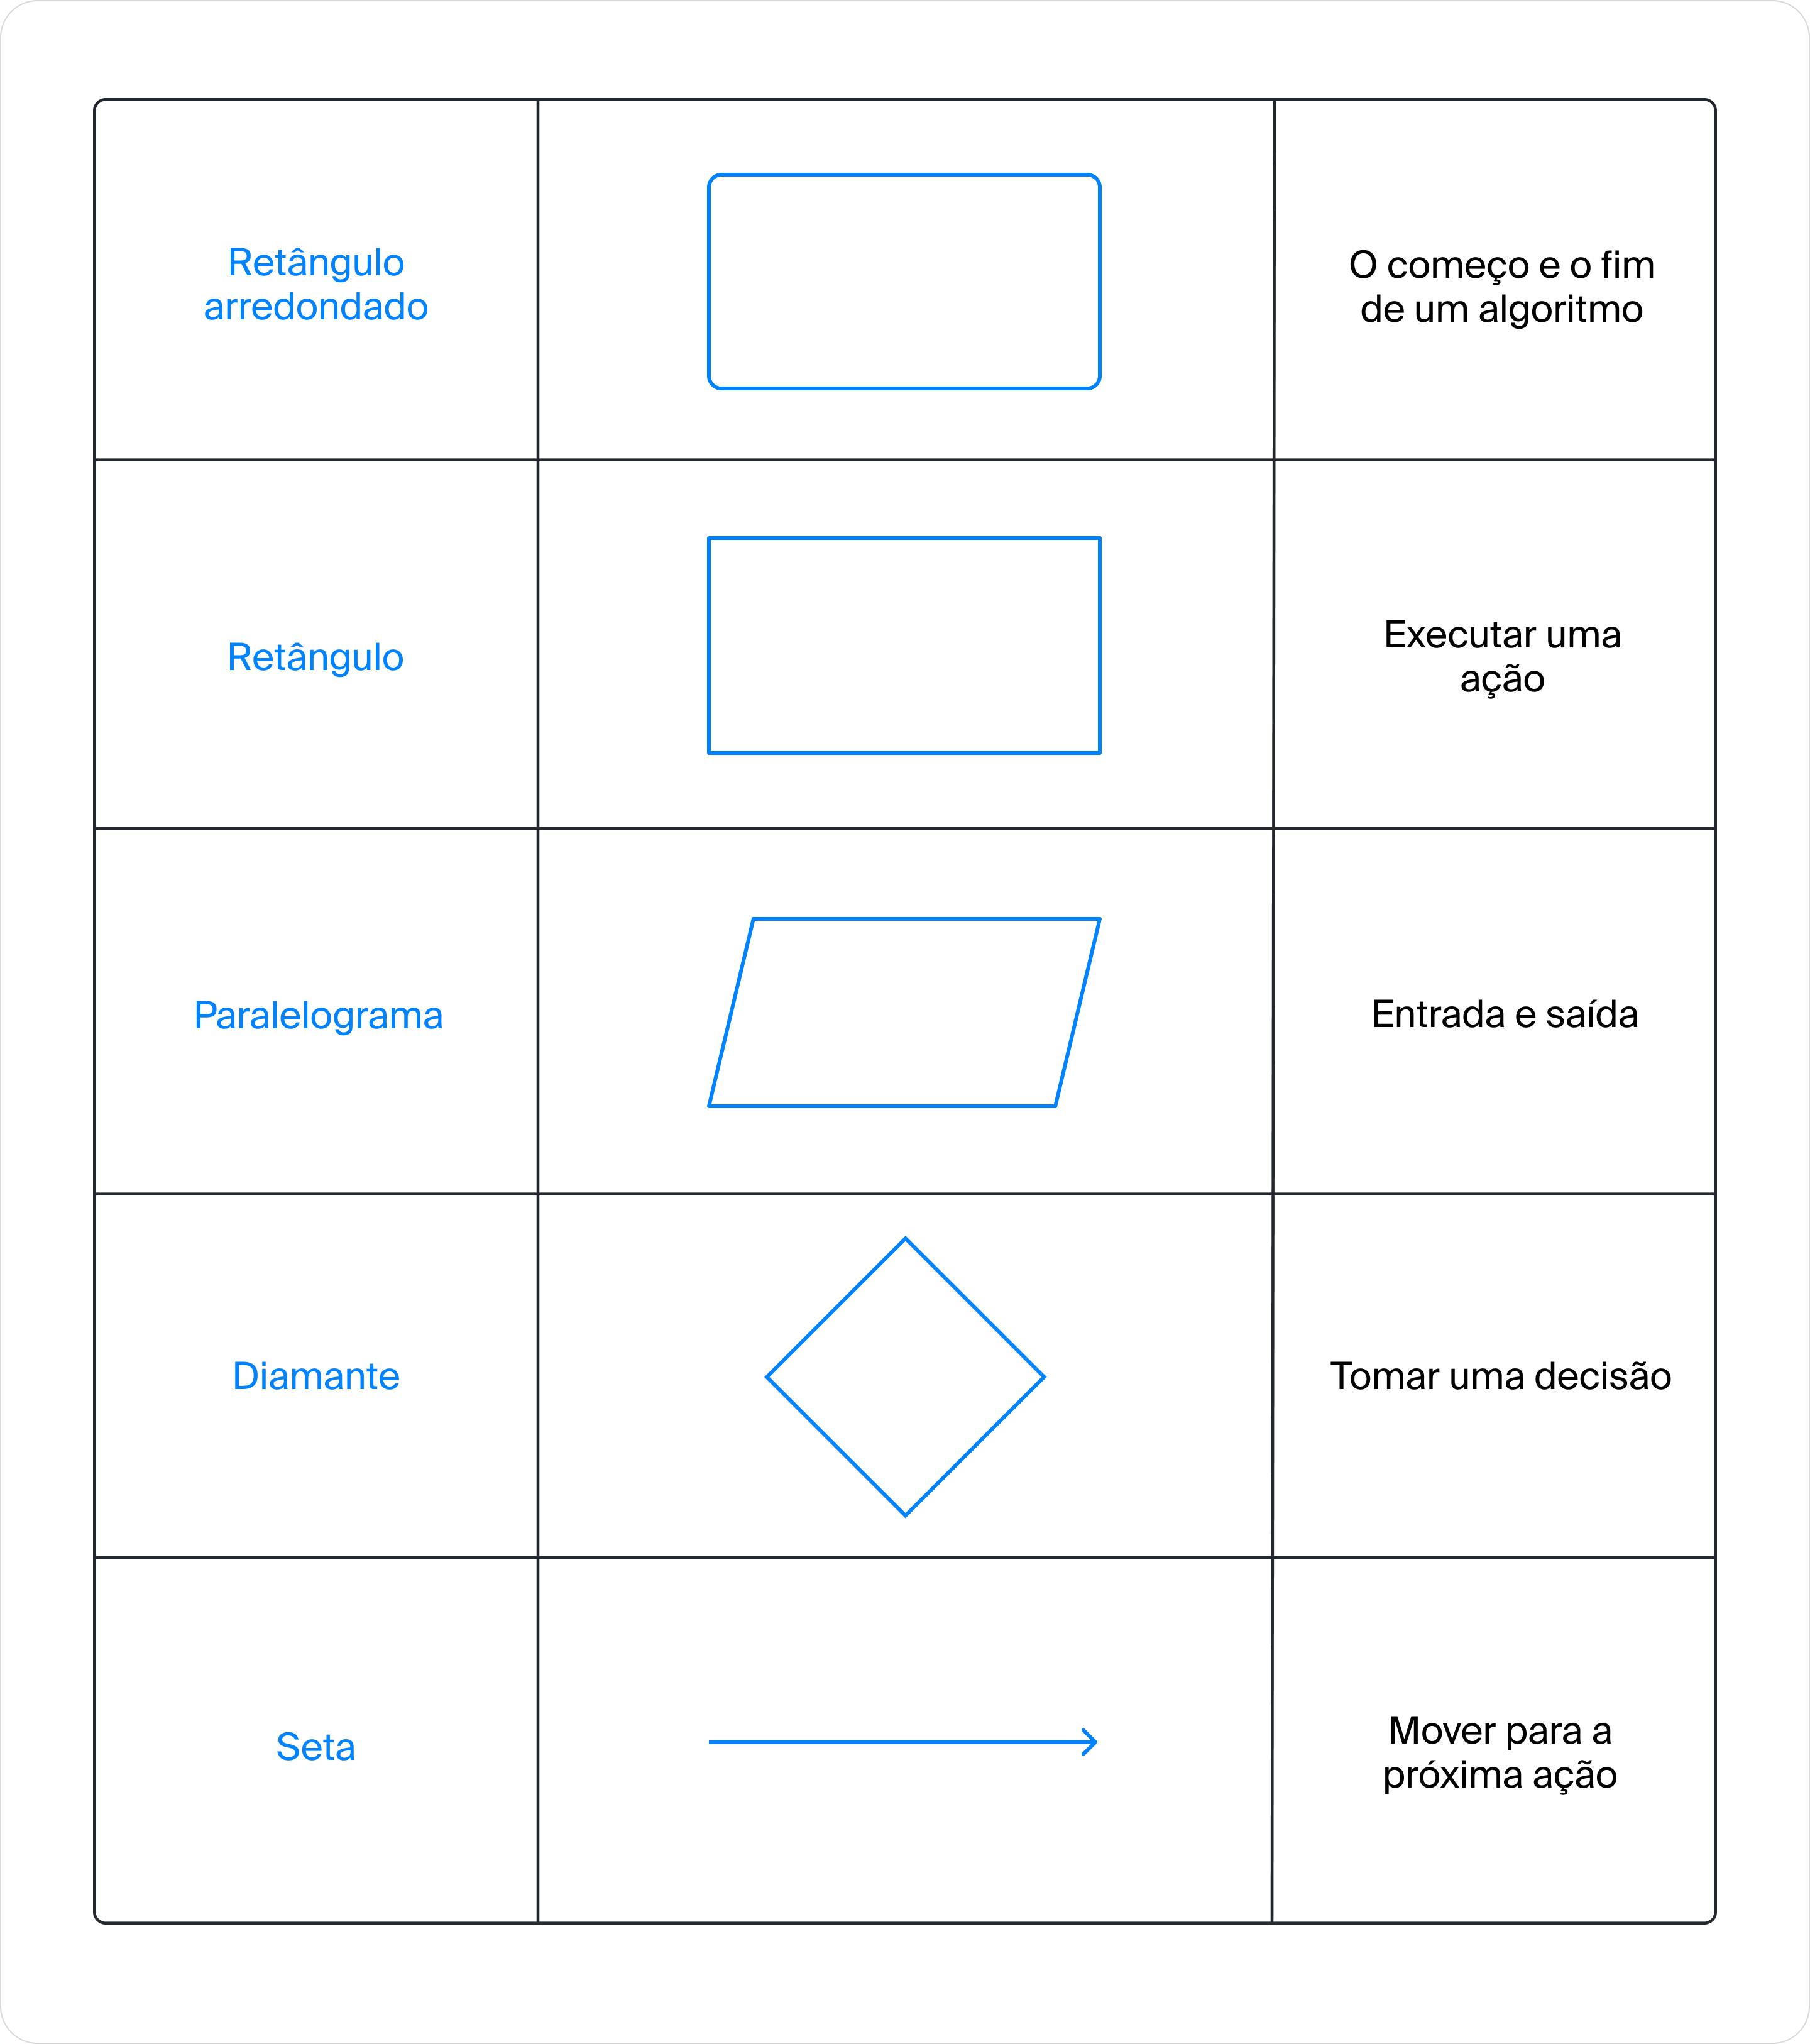 Retângulo
arredondado
O começo e o fim
de um algoritmo
Retângulo
Executar uma
ação
Paralelograma
Entrada e saída
Diamante
Tomar uma decisão
Seta
Mover para a
próxima ação